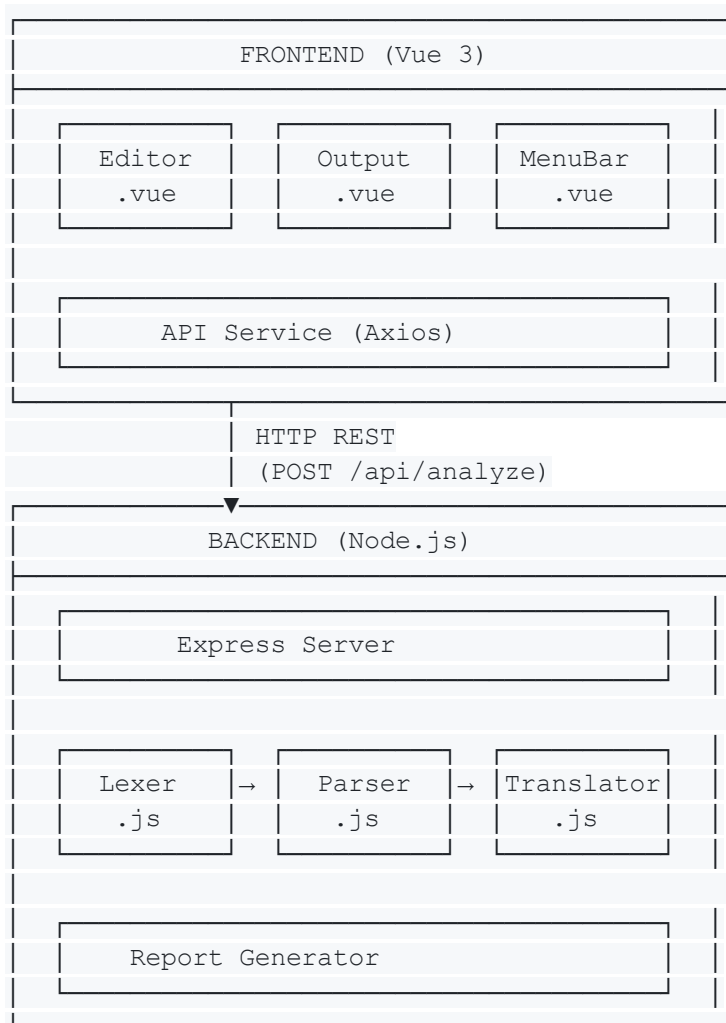 FRONTEND (Vue 3)
Editor Output MenuBar
.vue .vue .vue
API Service (Axios)
HTTP REST
(POST /api/analyze)
BACKEND (Node.js)
Express Server
Lexer → Parser → Translator
.js .js .js
Report Generator